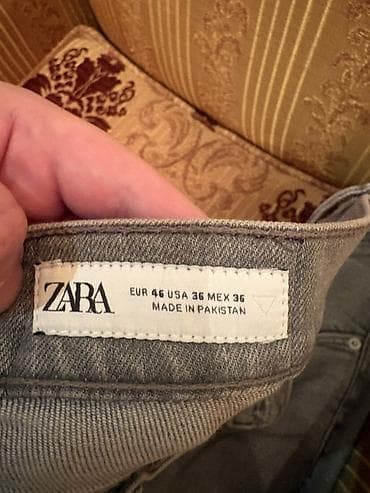 ZARA
EUR 46 USA 36 MEX 36
MADE IN PAKISTAN